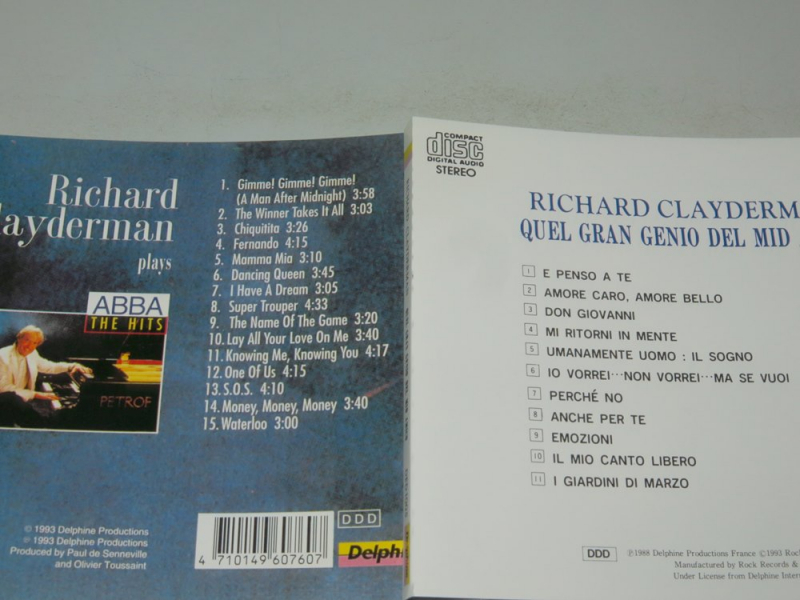 Richard
layderman
plays
ABBA
THE HITS
PETROF
1. Gimme! Gimme! Gimme!
(A Man After Midnight) 3:58
2. The Winner Takes It All 3:03
3. Chiquitita 3:26
4. Fernando 4:15
5. Mamma Mia 3:10
6. Dancing Queen 3:45
7. I Have A Dream 3:05
8. Super Trouper 4:33
9. The Name Of The Game 3:20
10. Lay All Your Love On Me 3:40
11. Knowing Me, Knowing You 4:17
12. One Of Us 4:15
13. S.O.S. 4:10
14. Money, Money, Money 3:40
15. Waterloo 3:00
© 1993 Delphine Productions
℗ 1993 Delphine Productions
Produced by Paul de Senneville
and Olivier Toussaint
4 710149 607607
DDD
Delph
COMPACT
disc
DIGITAL AUDIO
STEREO
RICHARD CLAYDERM
QUEL GRAN GENIO DEL MID
1 E PENSO A TE
2 AMORE CARO, AMORE BELLO
3 DON GIOVANNI
4 MI RITORNI IN MENTE
5 UMANAMENTE UOMO : IL SOGNO
6 IO VORREI···NON VORREI···MA SE VUOI
7 PERCHÉ NO
8 ANCHE PER TE
9 EMOZIONI
10 IL MIO CANTO LIBERO
11 I GIARDINI DI MARZO
DDD
℗1988 Delphine Productions France ©1993 Roc
Manufactured by Rock Records &
Under License from Delphine Inter